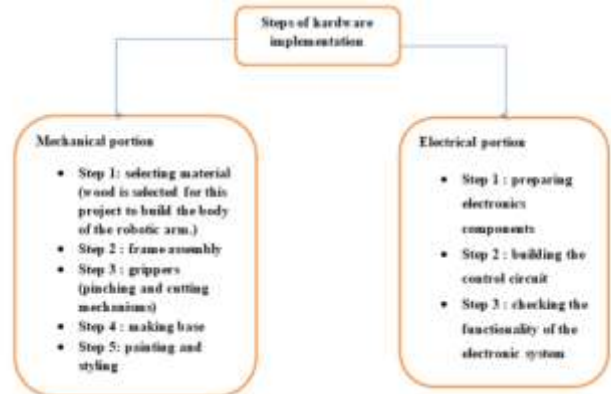 Steps of hardware
implementation
Mechanical portion
• Step 1: selecting material
(wood is selected for this
project to build the body
of the robotic arm.)
• Step 2 : frame assembly
• Step 3 : grippers
(pinching and cutting
mechanisms)
• Step 4 : making base
• Step 5: painting and
styling
Electrical portion
• Step 1 : preparing
electronics
components
• Step 2 : building the
control circuit
• Step 3 : checking the
functionality of the
electronic system